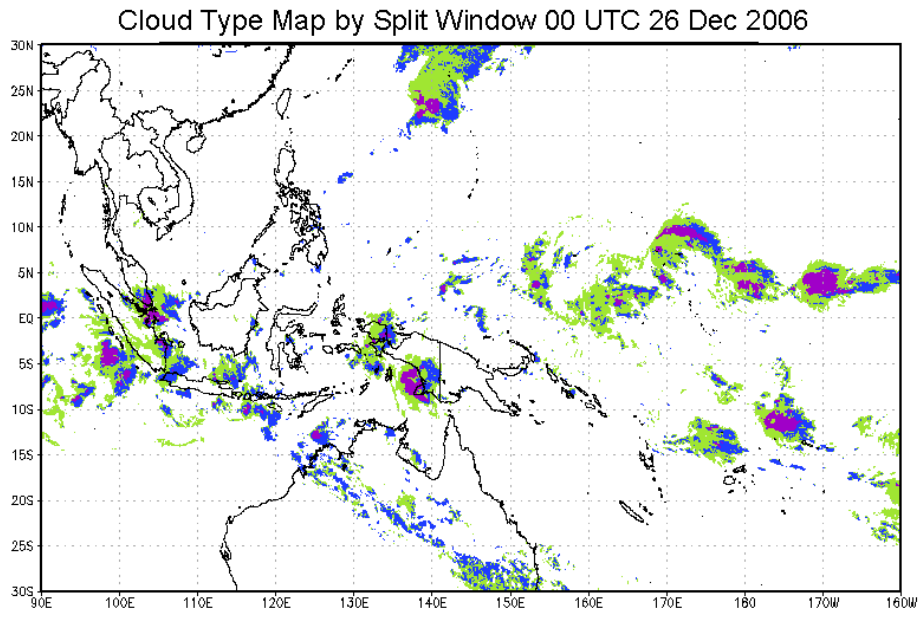 Cloud Type Map by Split Window 00 UTC 26 Dec 2006
30N
25N
20N
15N
10N
5N
EQ
5S
10S
15S
20S
25S
30S
90E 100E 110E 120E 130E 140E 150E 160E 170E 180 170W 160W